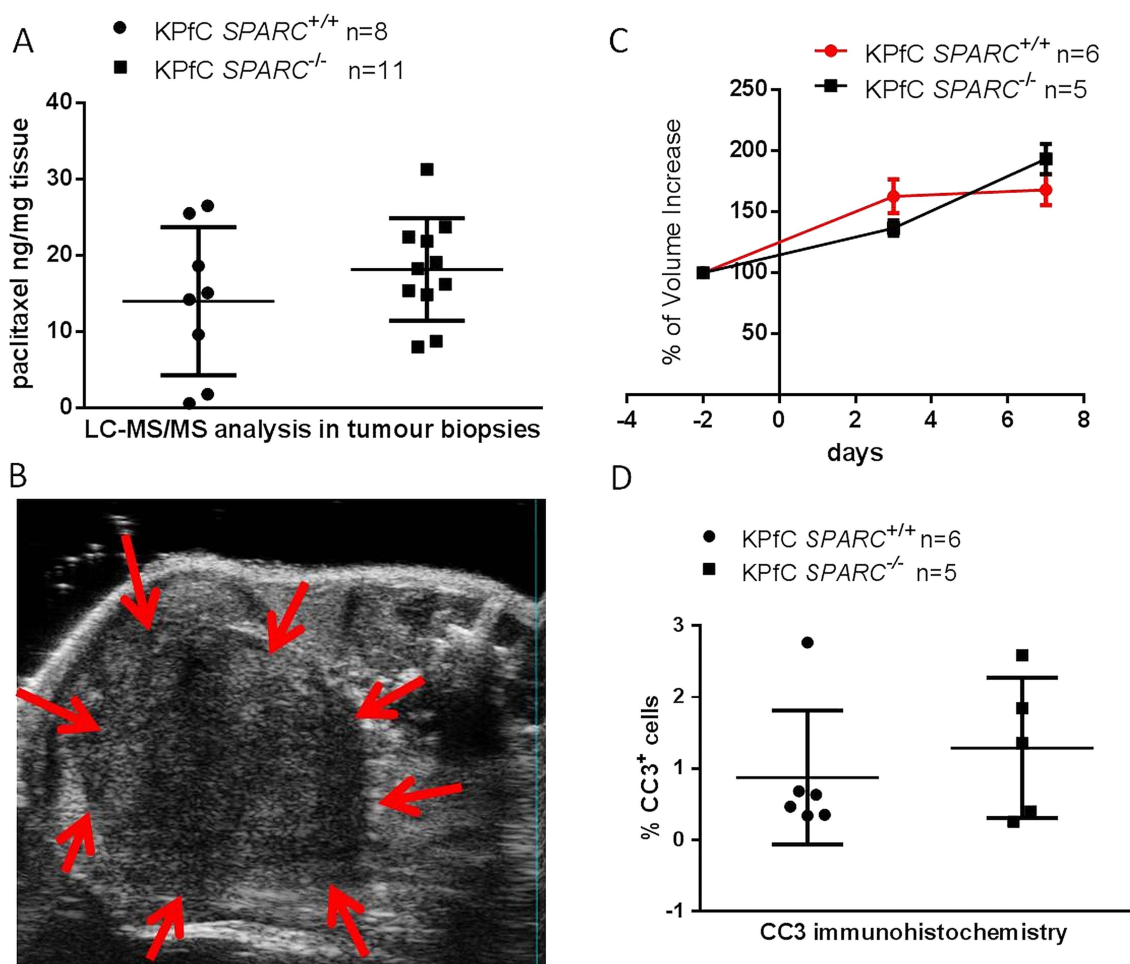 A
KPfC SPARC+/+ n=8
KPfC SPARC-/- n=11
paclitaxel ng/mg tissue
40
30
20
10
0
LC-MS/MS analysis in tumour biopsies
B
C
KPfC SPARC+/+ n=6
KPfC SPARC-/- n=5
% of Volume Increase
250
200
150
100
50
-4 -2 0 2 4 6 8
days
D
KPfC SPARC+/+ n=6
KPfC SPARC-/- n=5
% CC3+ cells
3
2
1
0
-1
CC3 immunohistochemistry